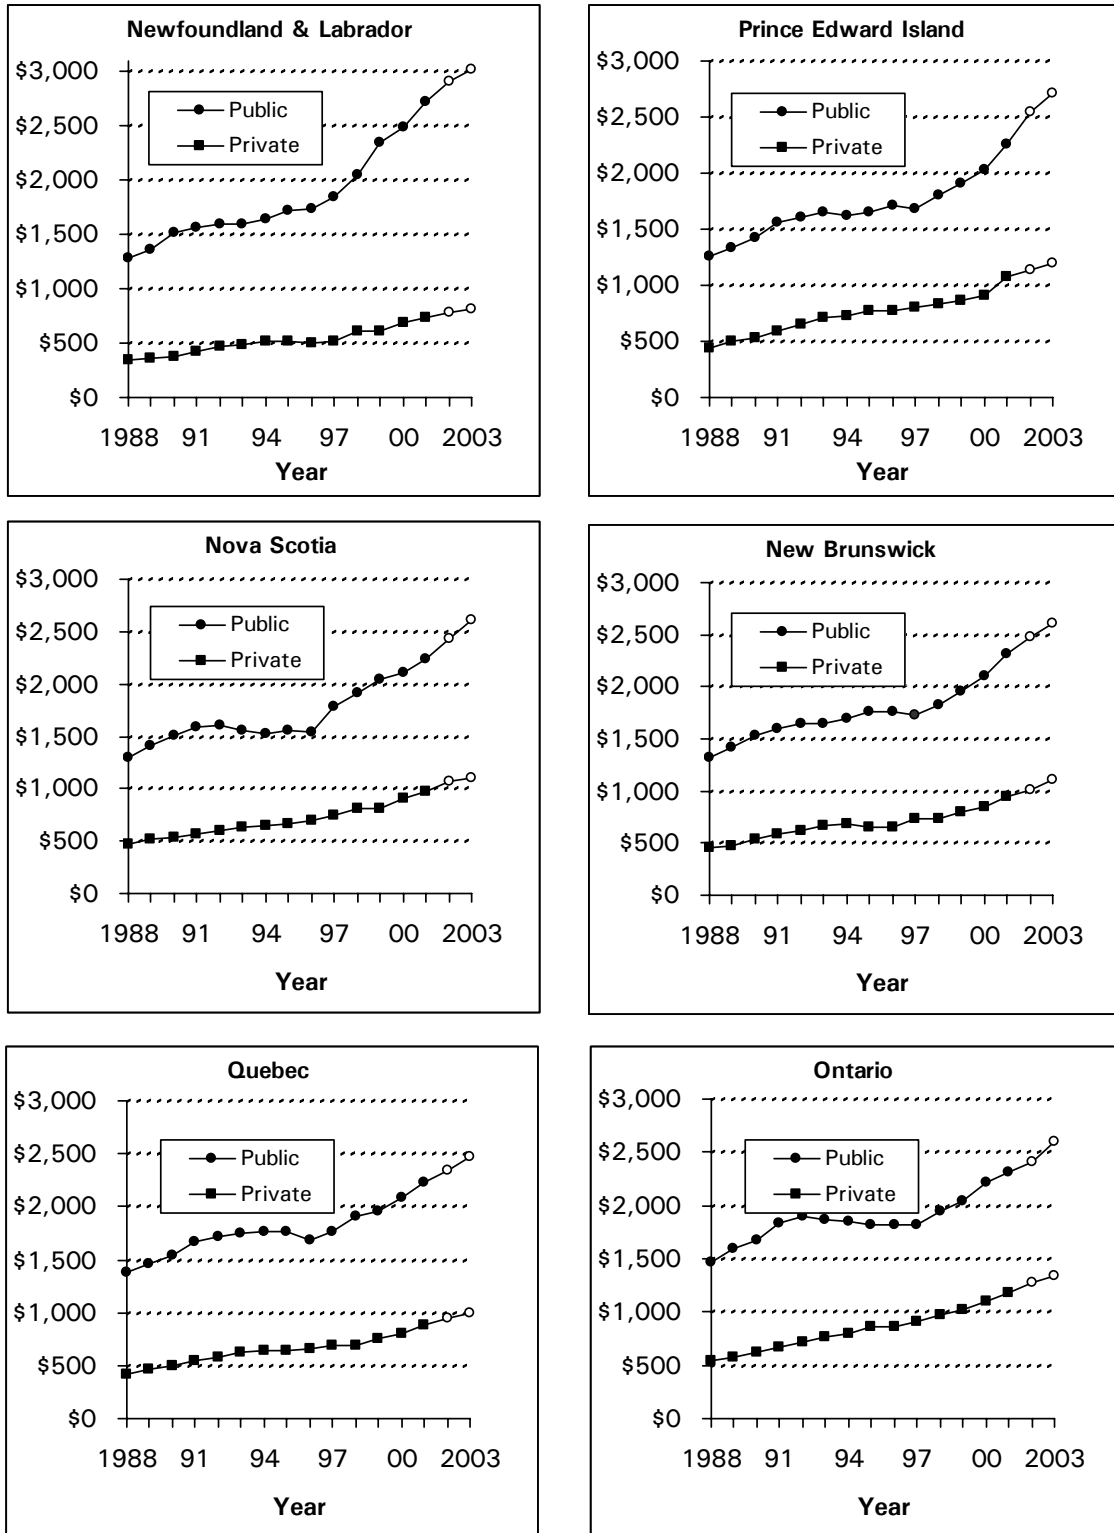 Newfoundland & Labrador
$3,000
$2,500
$2,000
$1,500
$1,000
$500
$0
Public
Private
1988 91 94 97 00 2003
Year
Prince Edward Island
$3,000
$2,500
$2,000
$1,500
$1,000
$500
$0
Public
Private
1988 91 94 97 00 2003
Year
Nova Scotia
$3,000
$2,500
$2,000
$1,500
$1,000
$500
$0
Public
Private
1988 91 94 97 00 2003
Year
New Brunswick
$3,000
$2,500
$2,000
$1,500
$1,000
$500
$0
Public
Private
1988 91 94 97 00 2003
Year
Quebec
$3,000
$2,500
$2,000
$1,500
$1,000
$500
$0
Public
Private
1988 91 94 97 00 2003
Year
Ontario
$3,000
$2,500
$2,000
$1,500
$1,000
$500
$0
Public
Private
1988 91 94 97 00 2003
Year